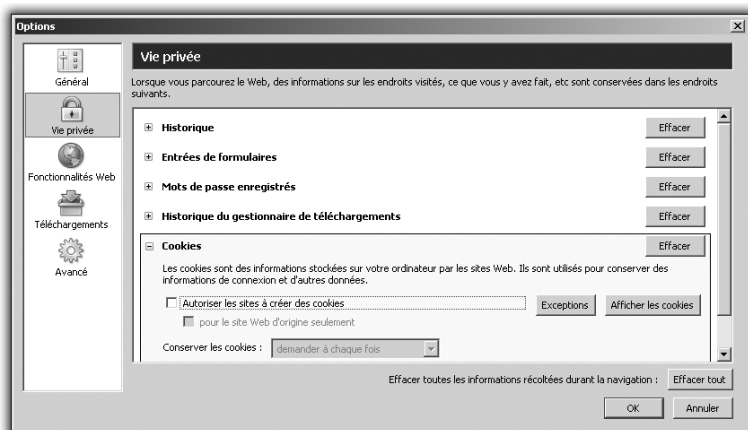 Options
Vie privée
Général
Lorsque vous parcourez le Web, des informations sur les endroits visités, ce que vous y avez fait, etc sont conservées dans les endroits
suivants.
Vie privée
Fonctionnalités Web
Téléchargements
Avancé
Historique Effacer
Entrées de formulaires Effacer
Mots de passe enregistrés Effacer
Historique du gestionnaire de téléchargements Effacer
Cookies Effacer
Les cookies sont des informations stockées sur votre ordinateur par les sites Web. Ils sont utilisés pour conserver des
informations de connexion et d'autres données.
Autoriser les sites à créer des cookies Exceptions Afficher les cookies
pour le site Web d'origine seulement
Conserver les cookies : demander à chaque fois
Effacer toutes les informations récoltées durant la navigation : Effacer tout
OK Annuler